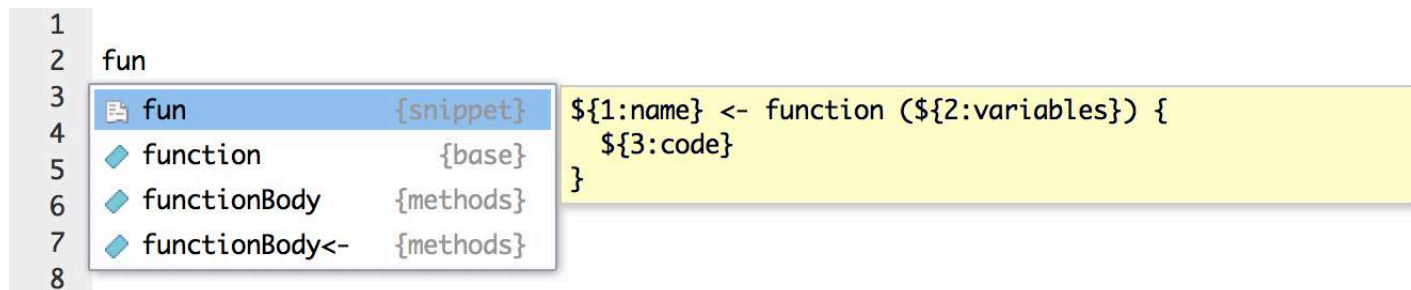 1
2 fun
3 fun {snippet} ${1:name} <- function (${2:variables}) {
4 ${3:code}
function {base}
5 }
6 functionBody {methods}
7 functionBody<- {methods}
8